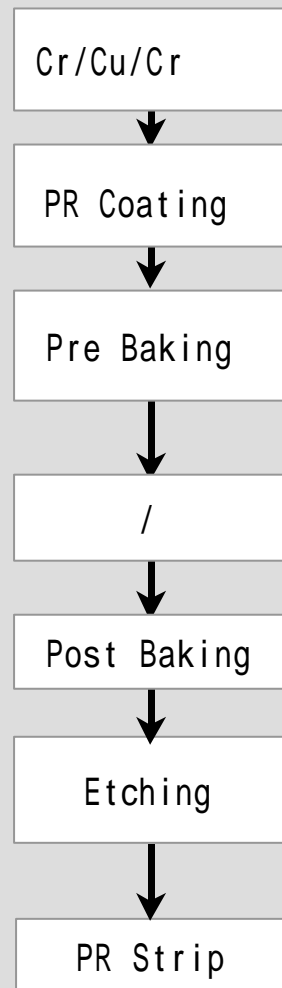 Cr/Cu/Cr
PR Coating
Pre Baking
/
Post Baking
Etching
PR Strip